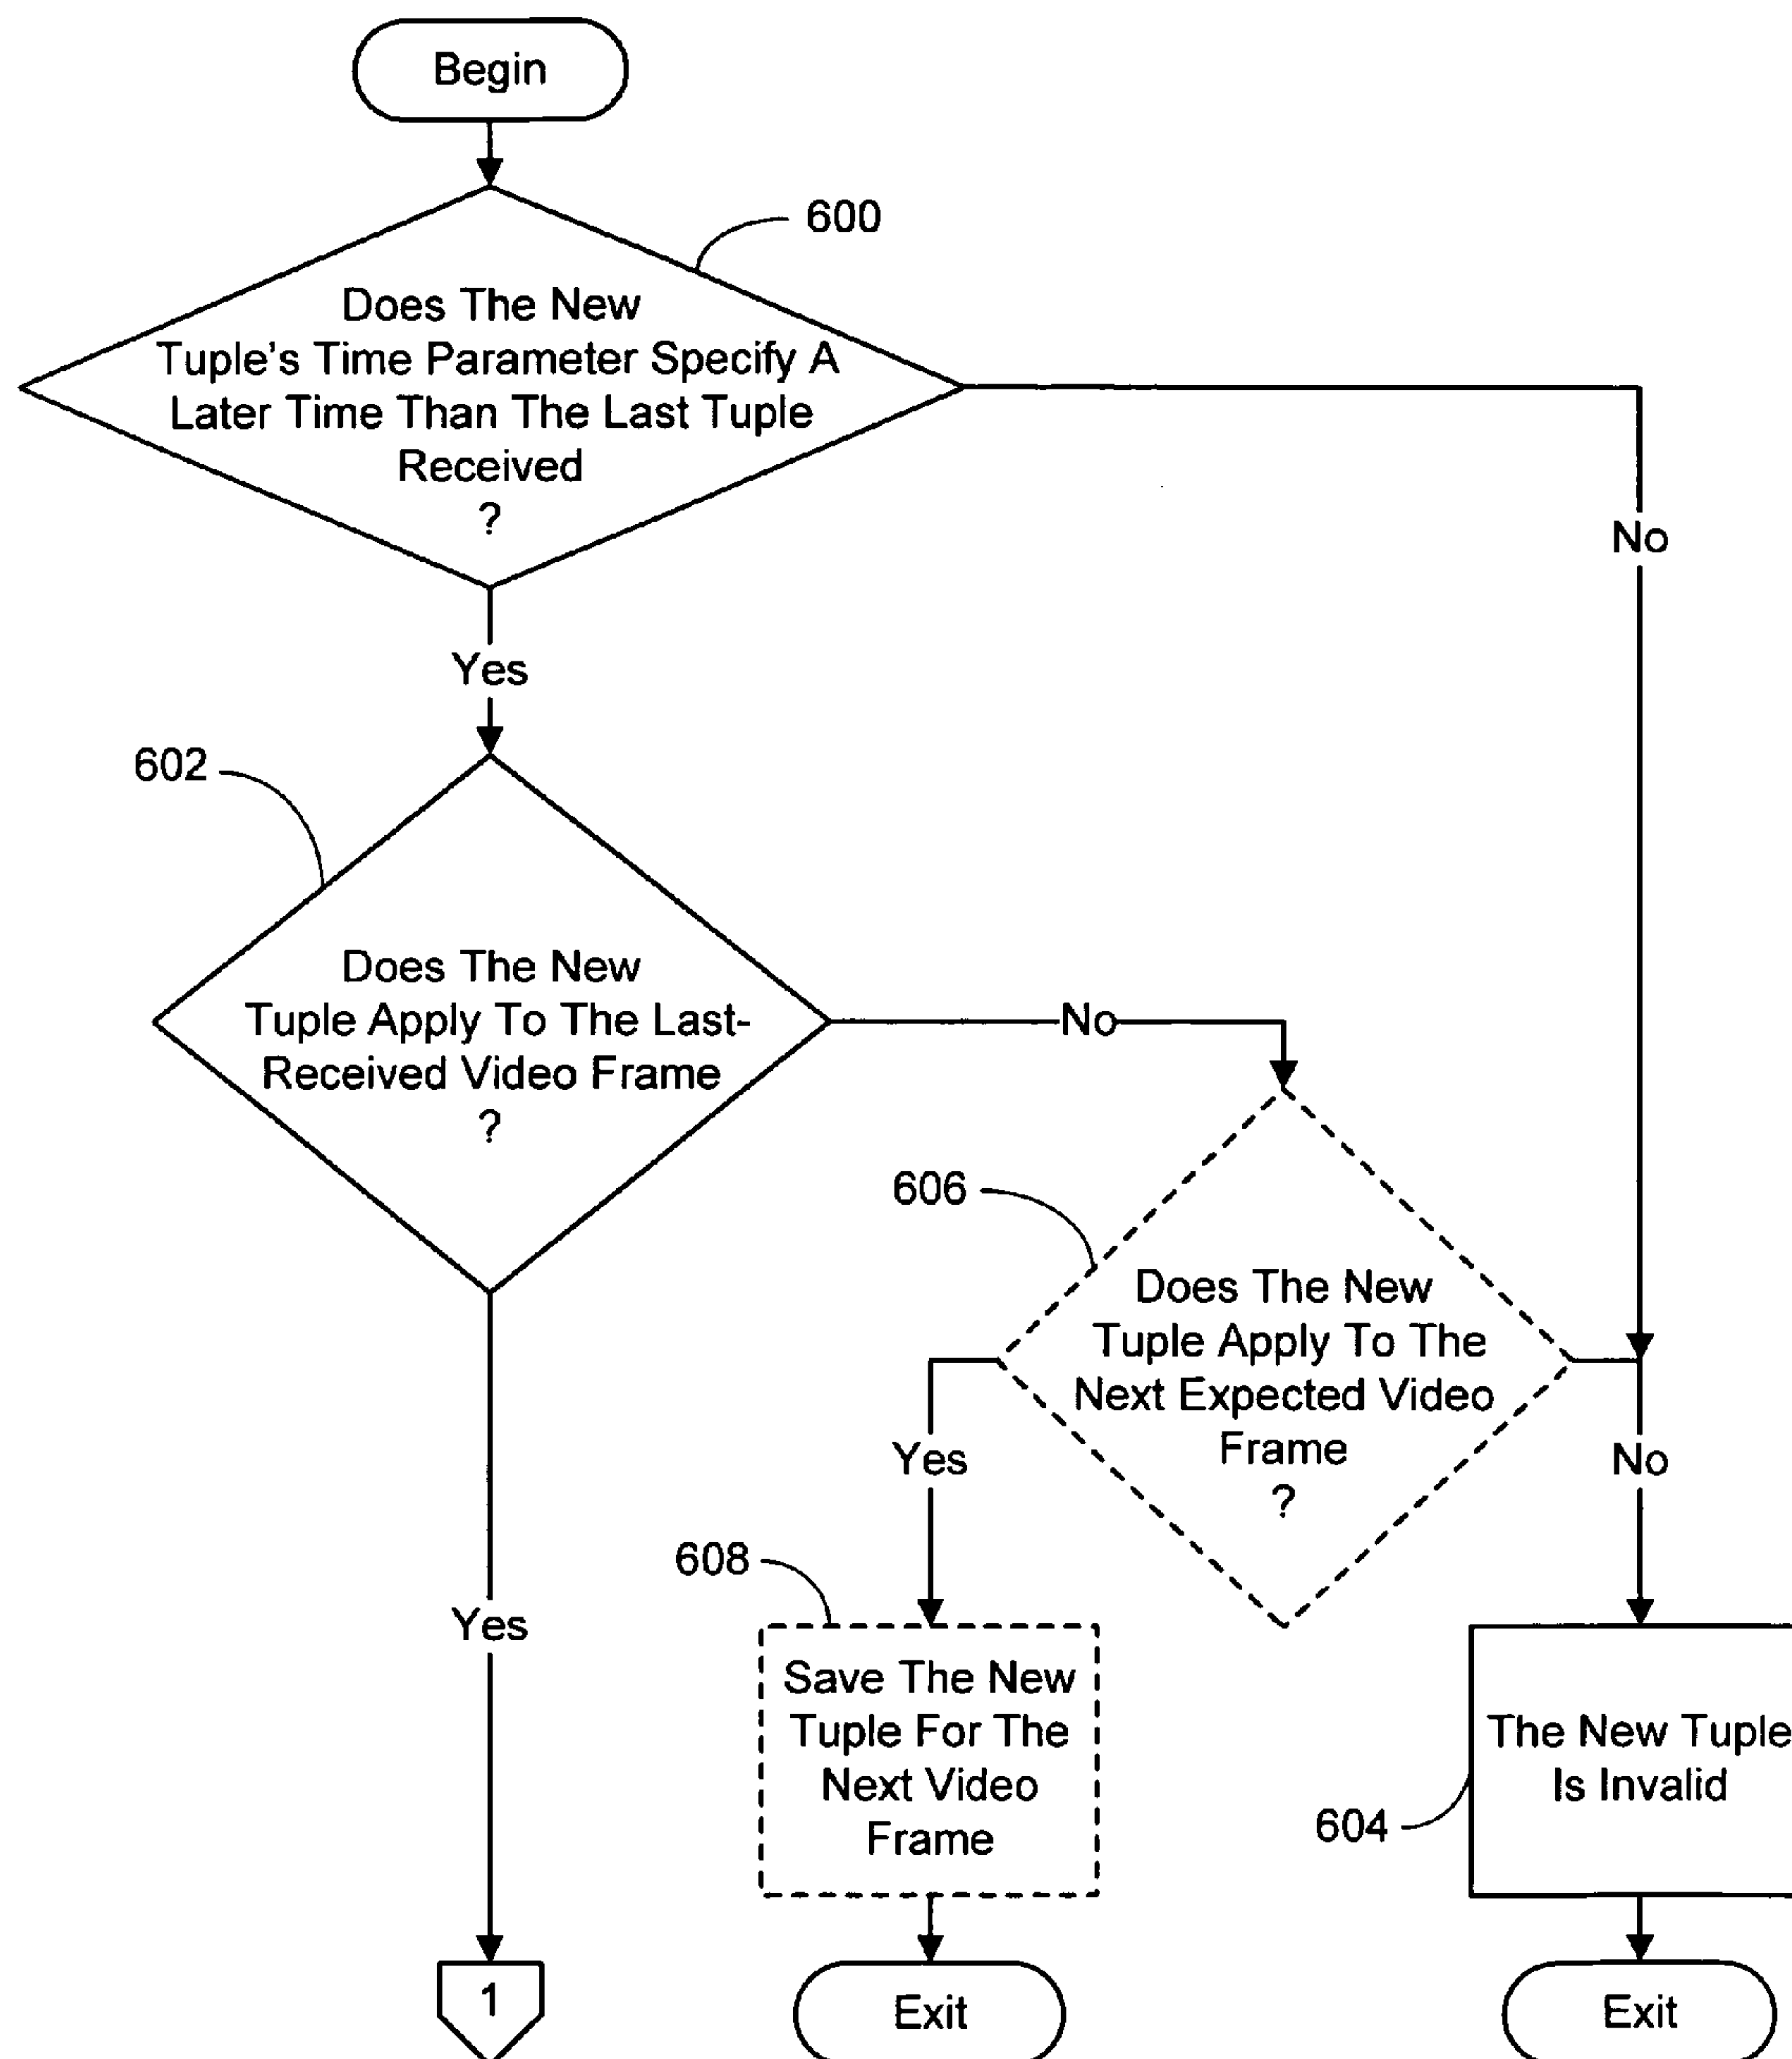 Begin
600
Does The New
Tuple's Time Parameter Specify A
Later Time Than The Last Tuple
Received
?
No
Yes
602
Does The New
Tuple Apply To The Last-
Received Video Frame
?
No
606
Does The New
Tuple Apply To The
Next Expected Video
Frame
?
Yes
No
608
Save The New
Tuple For The
Next Video
Frame
Yes
The New Tuple
Is Invalid
604
1
Exit
Exit